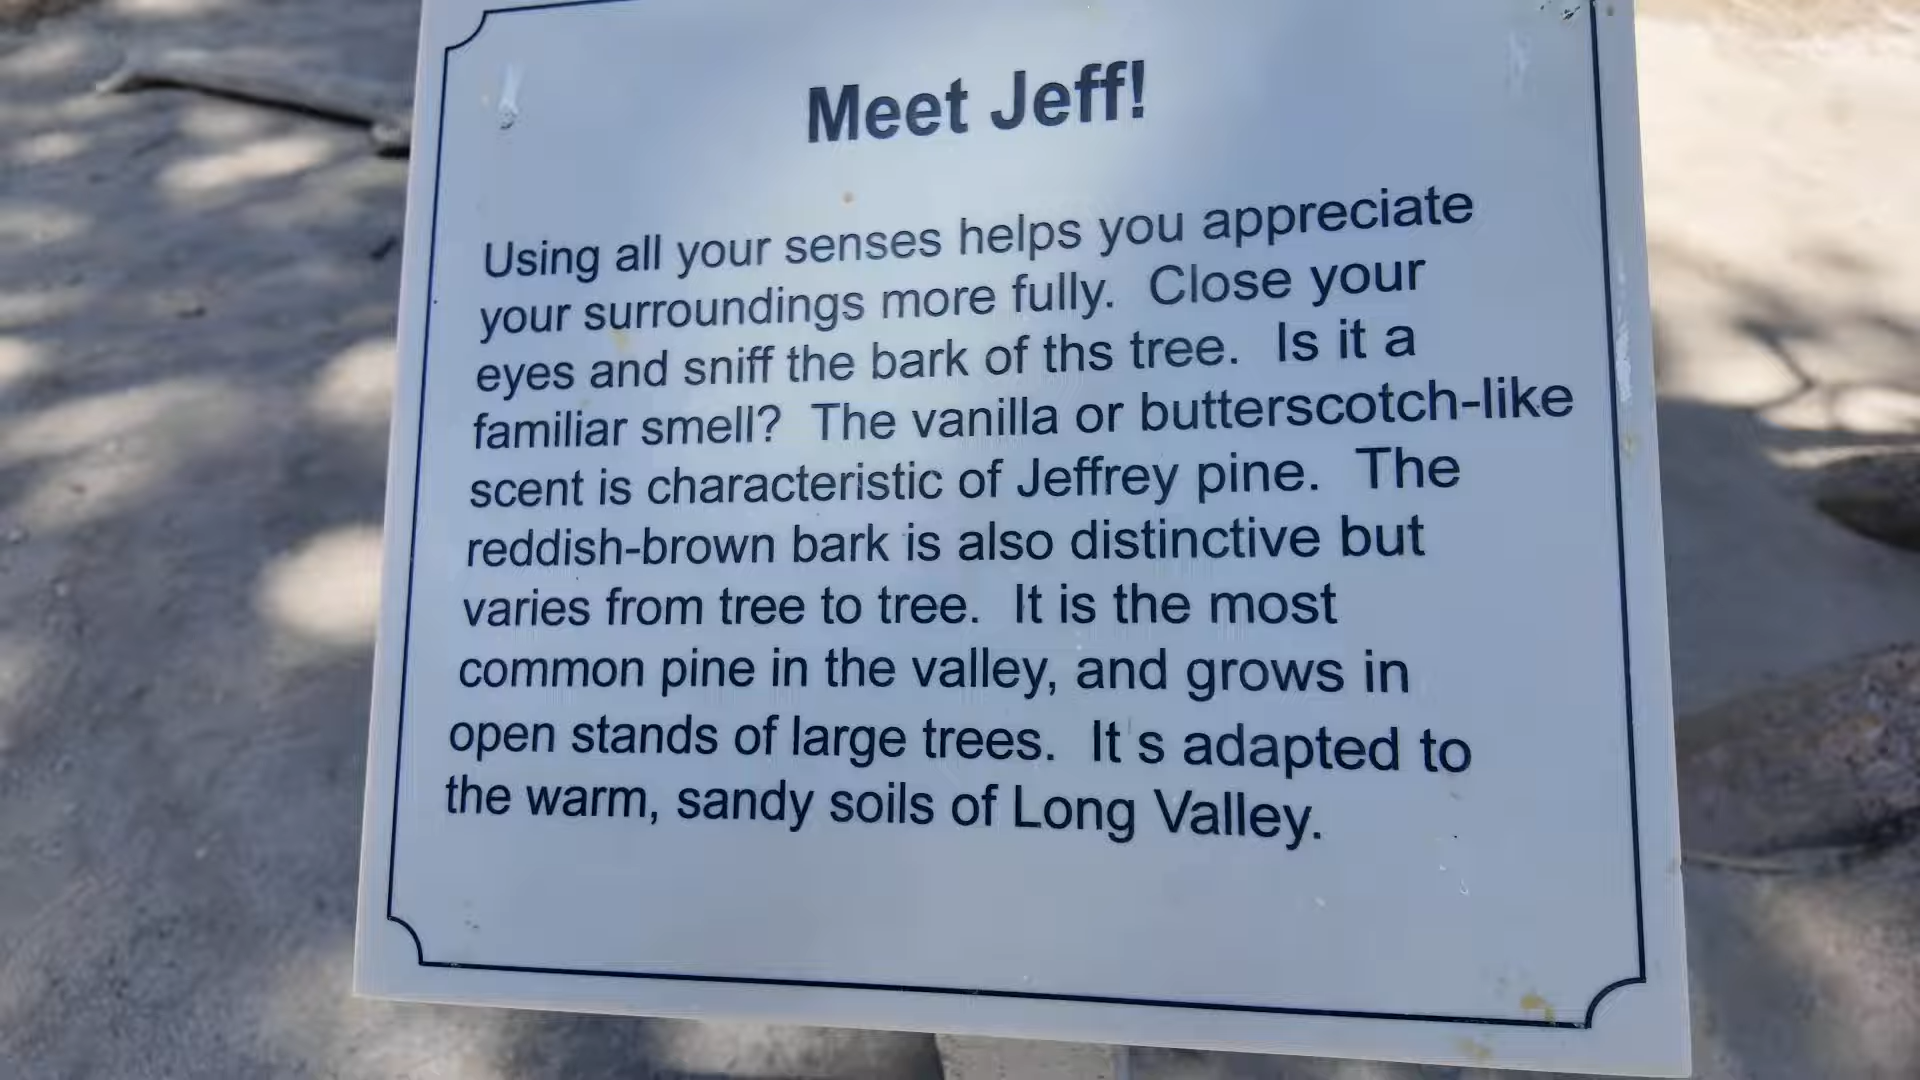 Meet Jeff!
Using all your senses helps you appreciate
your surroundings more fully. Close your
eyes and sniff the bark of ths tree. Is it a
familiar smell? The vanilla or butterscotch-like
scent is characteristic of Jeffrey pine. The
reddish-brown bark is also distinctive but
varies from tree to tree. It is the most
common pine in the valley, and grows in
open stands of large trees. It's adapted to
the warm, sandy soils of Long Valley.